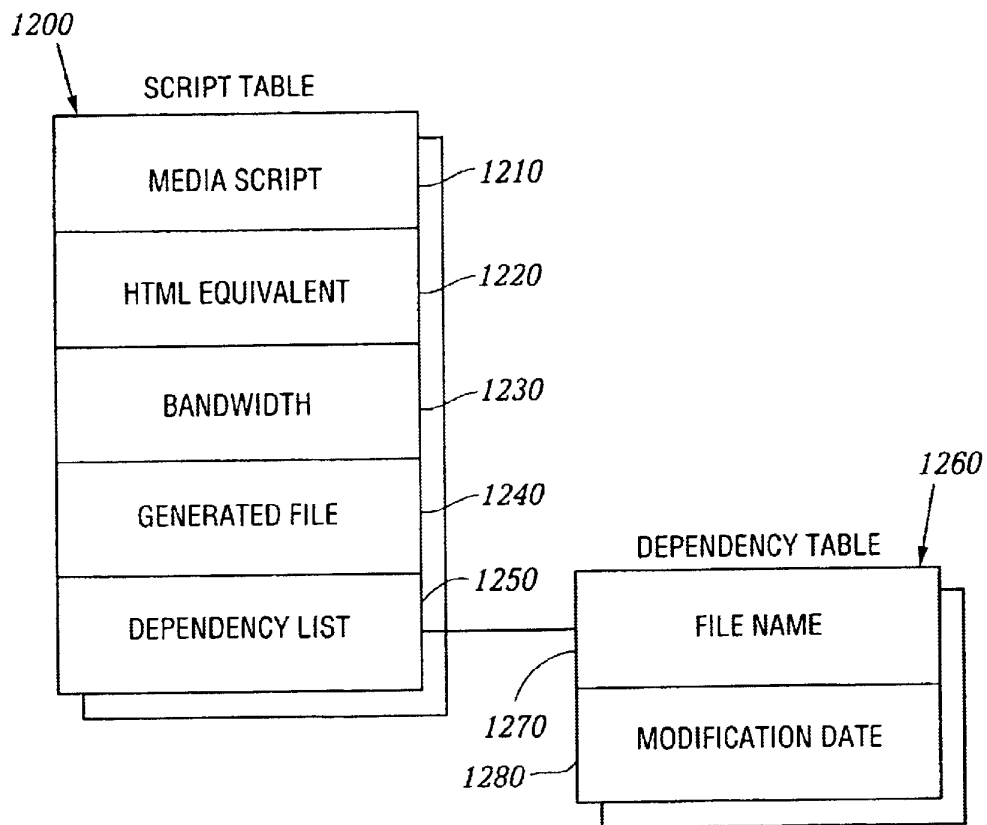 1200
SCRIPT TABLE
MEDIA SCRIPT
1210
HTML EQUIVALENT
1220
BANDWIDTH
1230
GENERATED FILE
1240
DEPENDENCY LIST
1250
1260
DEPENDENCY TABLE
FILE NAME
1270
MODIFICATION DATE
1280